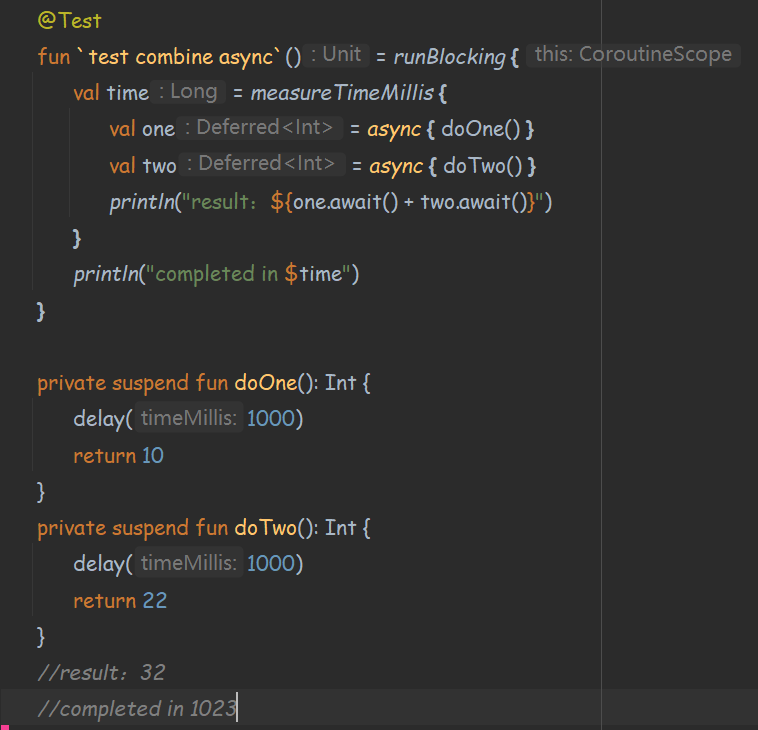 @Test
fun `test combine async`() : Unit = runBlocking { this: CoroutineScope
    val time : Long = measureTimeMillis {
        val one : Deferred<Int> = async { doOne() }
        val two : Deferred<Int> = async { doTwo() }
        println("result：${one.await() + two.await()}")
    }
    println("completed in $time")
}
private suspend fun doOne(): Int {
    delay( timeMillis: 1000)
    return 10
}
private suspend fun doTwo(): Int {
    delay( timeMillis: 1000)
    return 22
}
//result：32
//completed in 1023